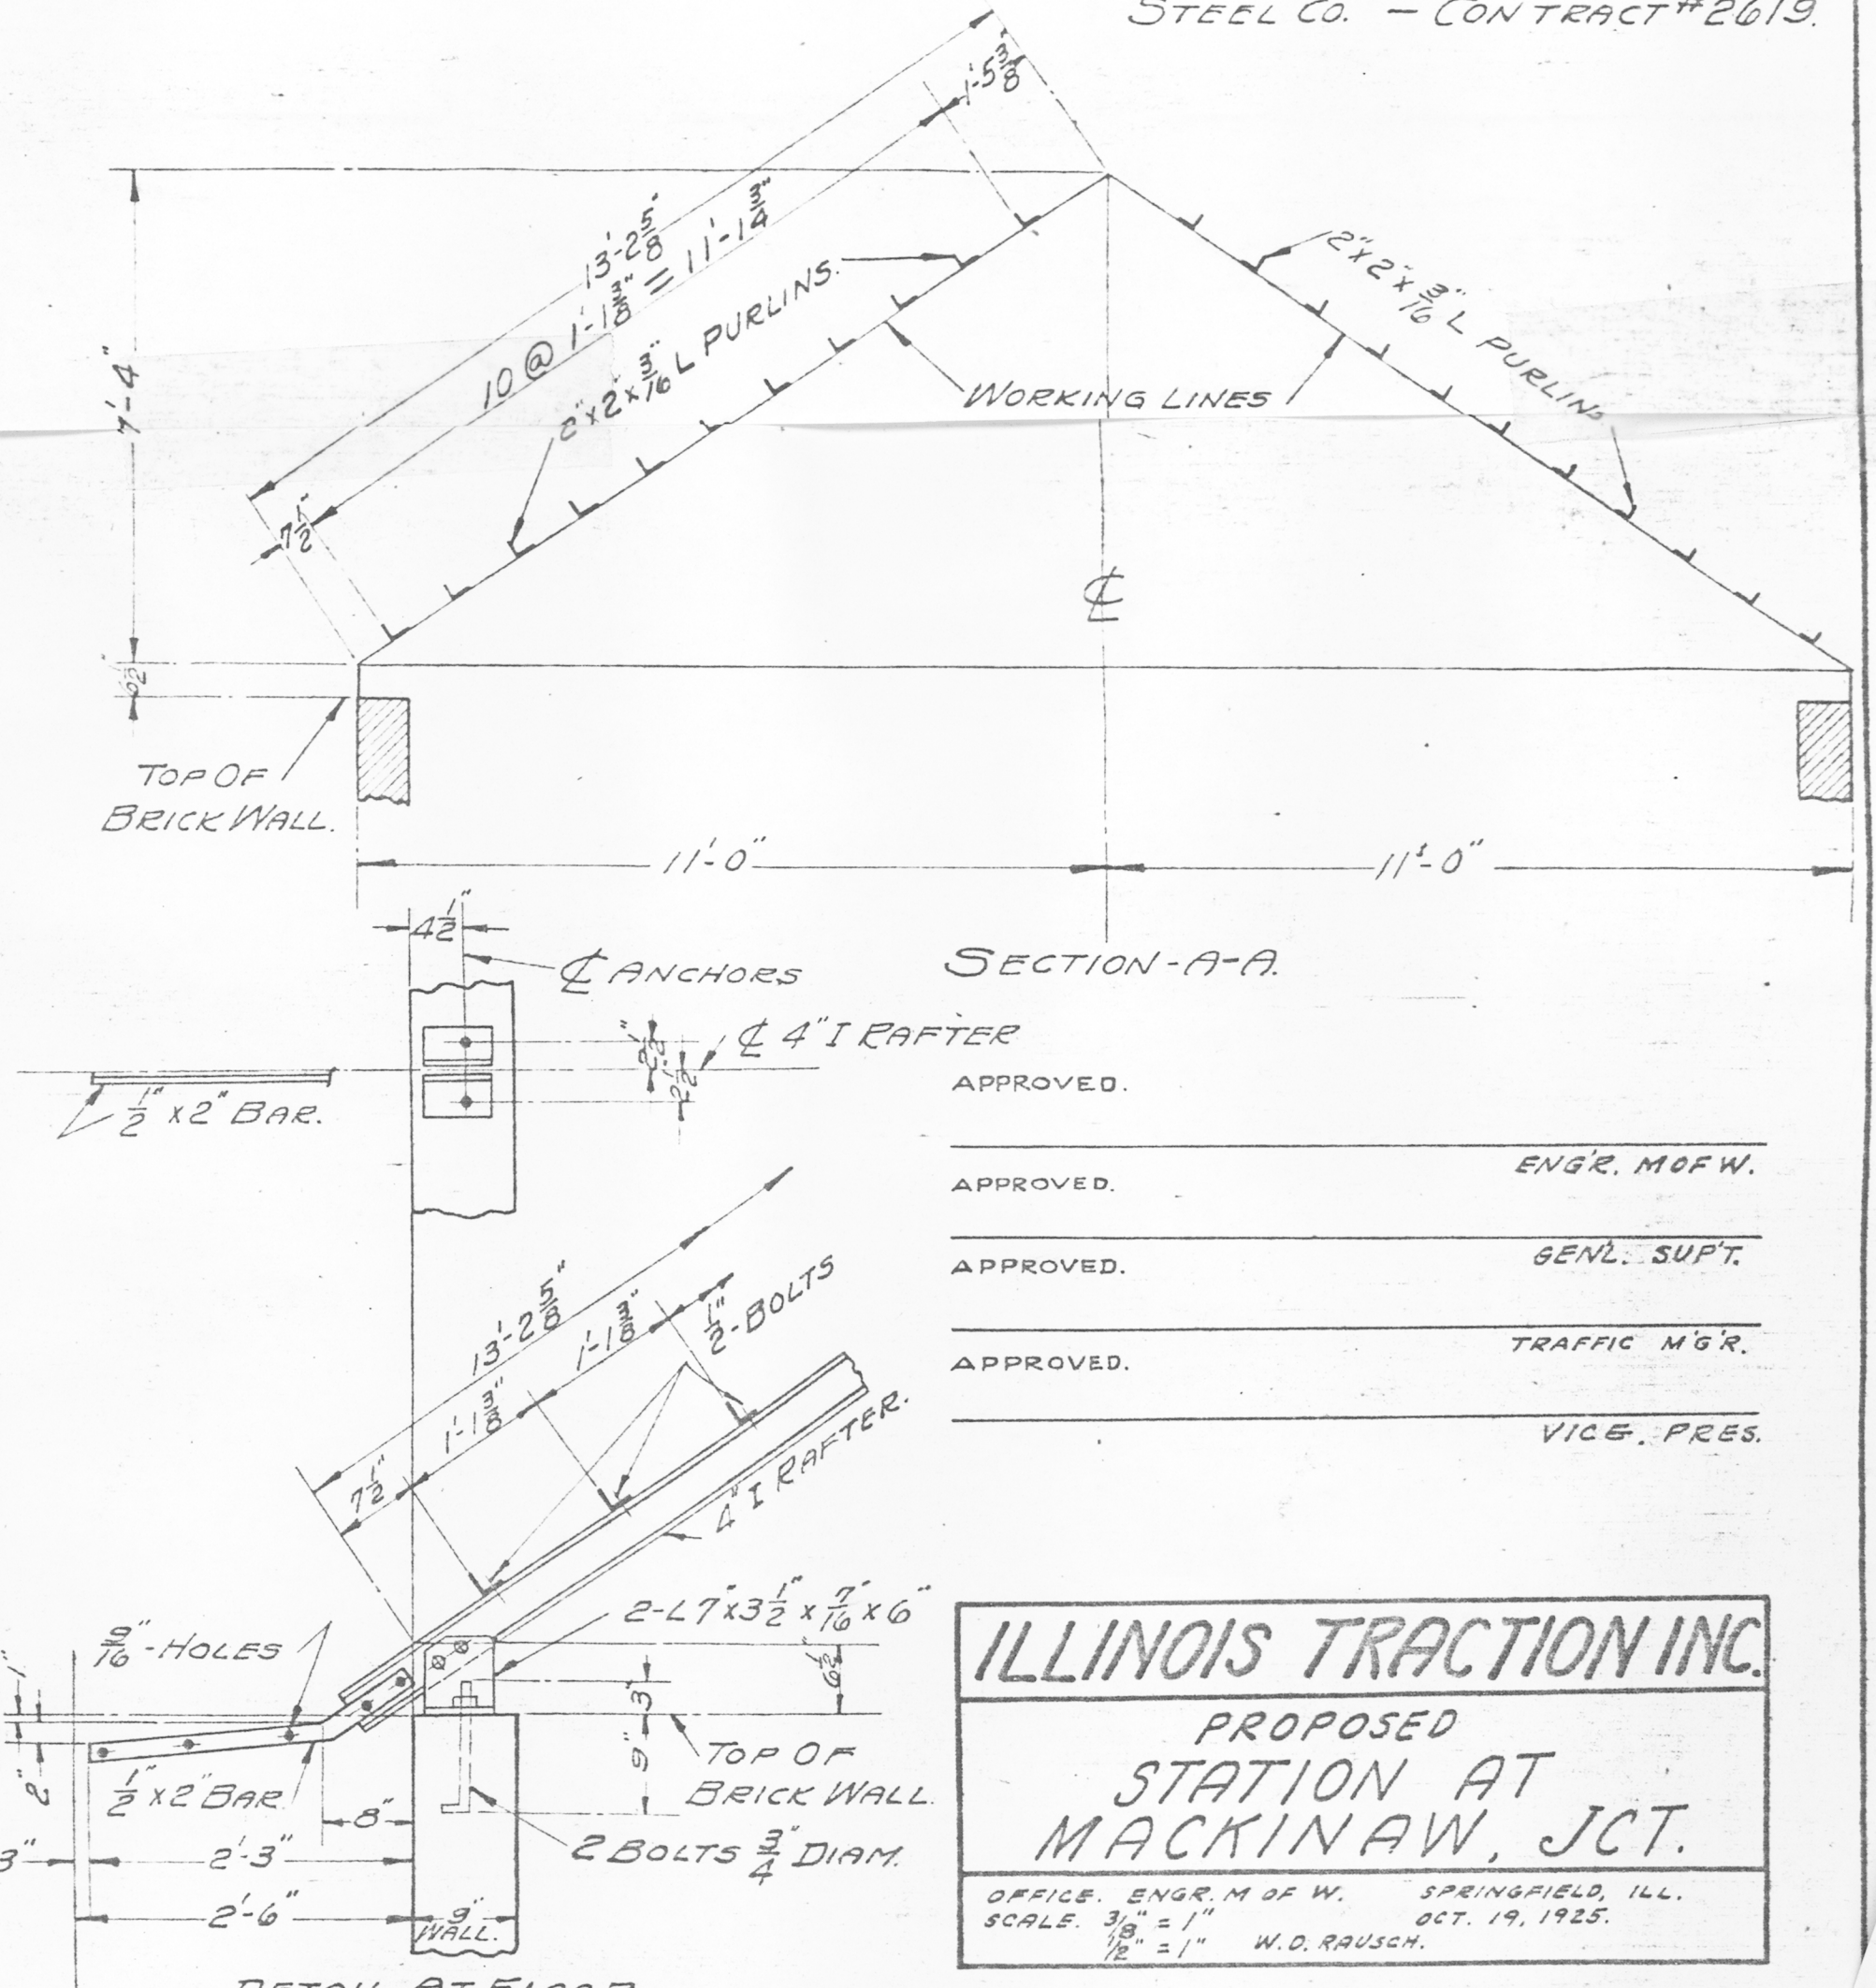 STEEL CO. - CONTRACT #2619.
1'-5 3/8"
13'-2 5/8"
10 @ 1'-1 3/8" = 11'-1 3/4"
2" x 2" x 3/16" L PURLINS.
2" x 2" x 3/16" L PURLINS
WORKING LINES
7'-4"
7 1/2"
℄
6 1/2"
TOP OF
BRICK WALL.
11'-0"
11'-0"
4 1/2"
℄ ANCHORS
SECTION-A-A.
2 1/2"
2 1/2"
℄ 4" I RAFTER
1/2" x 2" BAR.
APPROVED.
ENG'R. M OF W.
APPROVED.
GEN'L. SUP'T.
APPROVED.
TRAFFIC M'G'R.
APPROVED.
VICE. PRES.
13'-2 5/8"
1'-1 3/8"
1/2"-BOLTS
1'-1 3/8"
7 1/2"
4" I RAFTER.
2-L 7" x 3 1/2" x 7/16" x 6"
9/16"-HOLES
6 1/2"
1"
3"
9"
2"
TOP OF
BRICK WALL.
1/2" x 2" BAR
8"
2 BOLTS 3/4" DIAM.
3"
2'-3"
2'-6"
9"
WALL.
ILLINOIS TRACTION INC.
PROPOSED
STATION AT
MACKINAW, JCT.
OFFICE. ENGR. M OF W. SPRINGFIELD, ILL.
SCALE. 3/8" = 1" OCT. 19, 1925.
1/2" = 1" W.D. RAUSCH.